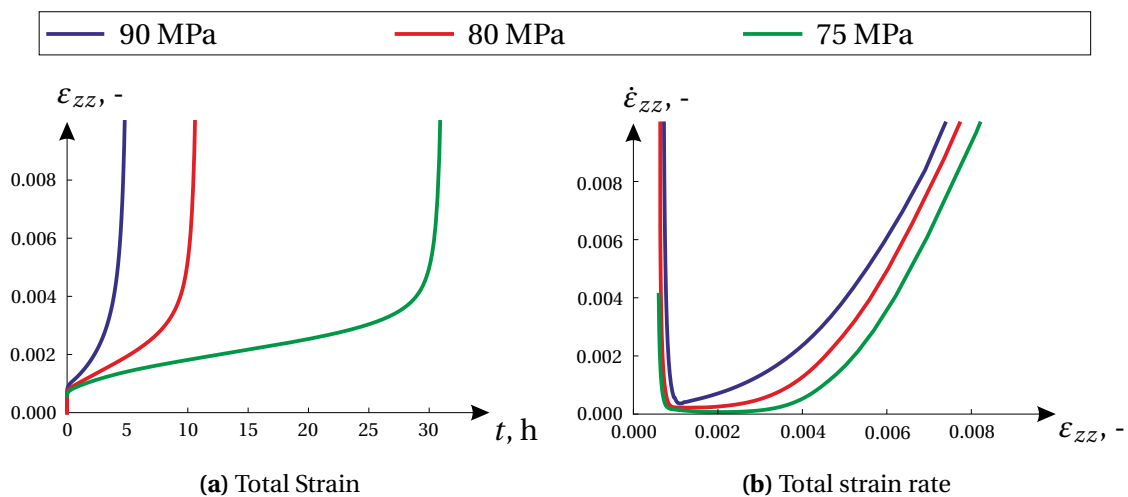 90 MPa 80 MPa 75 MPa
ε_zz, -
0.008
0.006
0.004
0.002
0.000
0 5 10 15 20 25 30
t, h
(a) Total Strain
ε̇_zz, -
0.008
0.006
0.004
0.002
0.000
0.000 0.002 0.004 0.006 0.008
ε_zz, -
(b) Total strain rate